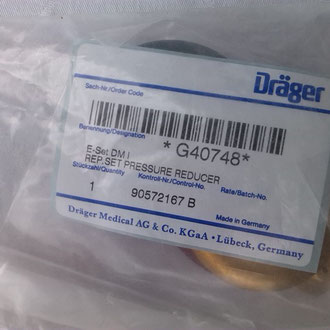 Dräger
Sach-Nr./Order Code
*G40748*
Benennung/Designation
E-Set DM I
REP.SET PRESSURE REDUCER
Stückzahl/Quantity Kontroll-Nr./Control-No. Rate/Batch-No.
1 90572167 B
Made in Germany
Dräger Medical AG & Co. KGaA • Lübeck, Germany